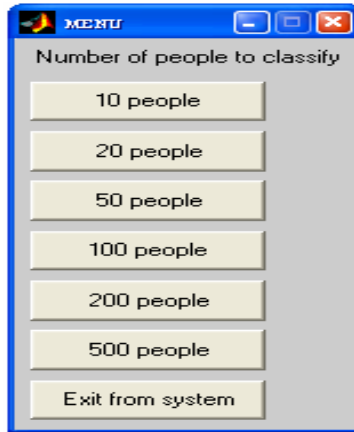 MENU
Number of people to classify
10 people
20 people
50 people
100 people
200 people
500 people
Exit from system